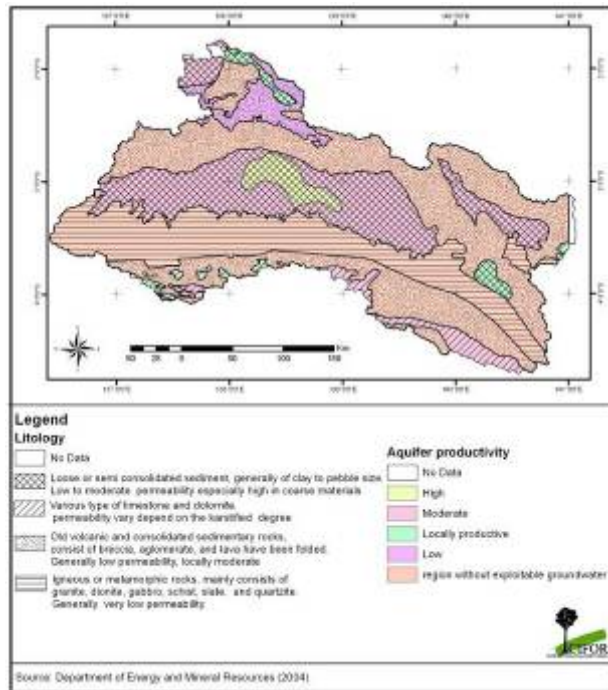 Km
Legend
Litology
No Data
Loose or semi consolidated sediment, generally of clay to pebble size,
Low to moderate permeability especially high in coarse materials
Various type of limestone and dolomite,
permeability vary depend on the karstified degree
Old volcanic and consolidated sedimentary rocks,
consist of breccia, aglomerate, and lava have been folded.
Generally low permeability, locally moderate
Igneous or metamorphic rocks, mainly consists of
granite, diorite, gabbro, schist, slate, and quartzite.
Generally very low permeability.
Aquifer productivity
No Data
High
Moderate
Locally productive
Low
region without exploitable groundwater
CIFOR
Source: Department of Energy and Mineral Resources (2004)